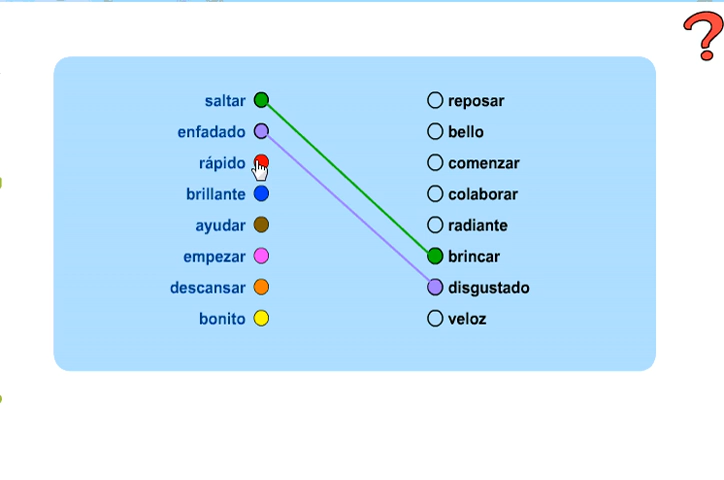 saltar reposar
enfadado bello
rápido comenzar
brillante colaborar
ayudar radiante
empezar brincar
descansar disgustado
bonito veloz